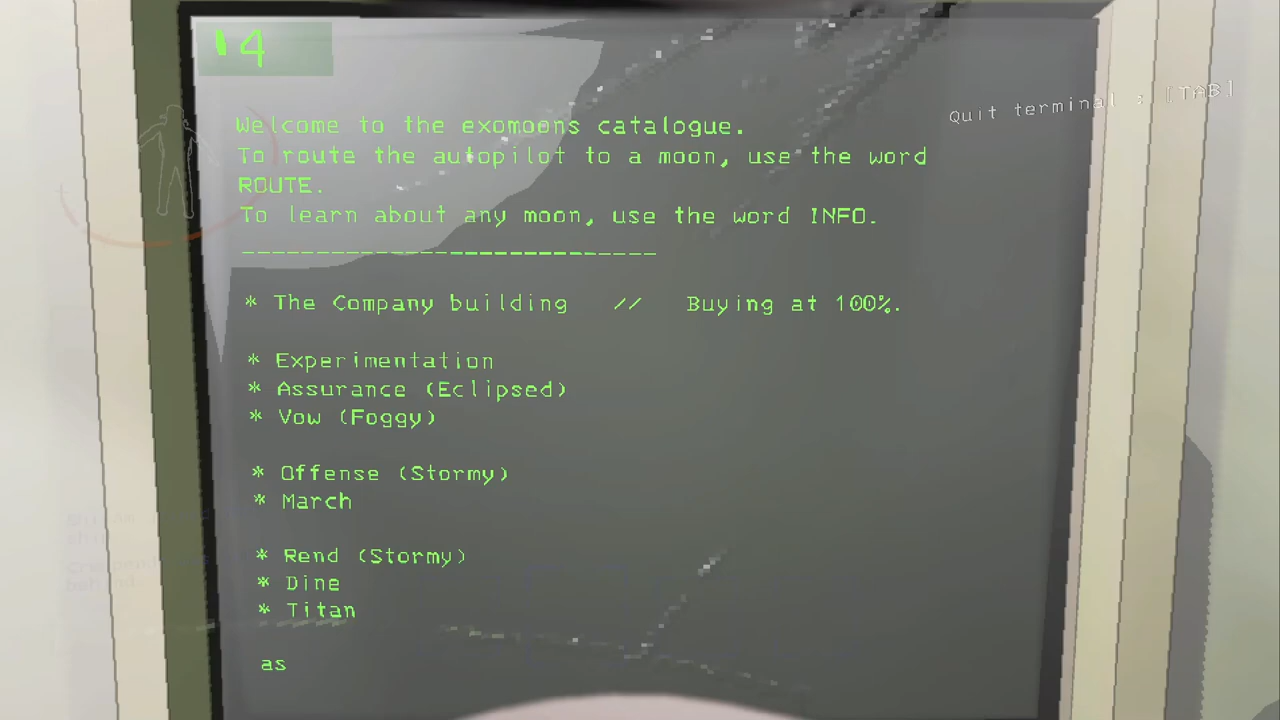 ▮4
Quit terminal : [TAB]
Welcome to the exomoons catalogue.
To route the autopilot to a moon, use the word
ROUTE.
To learn about any moon, use the word INFO.
----------------------------
* The Company building // Buying at 100%.
* Experimentation
* Assurance (Eclipsed)
* Vow (Foggy)
* Offense (Stormy)
* March
* Rend (Stormy)
* Dine
* Titan
as